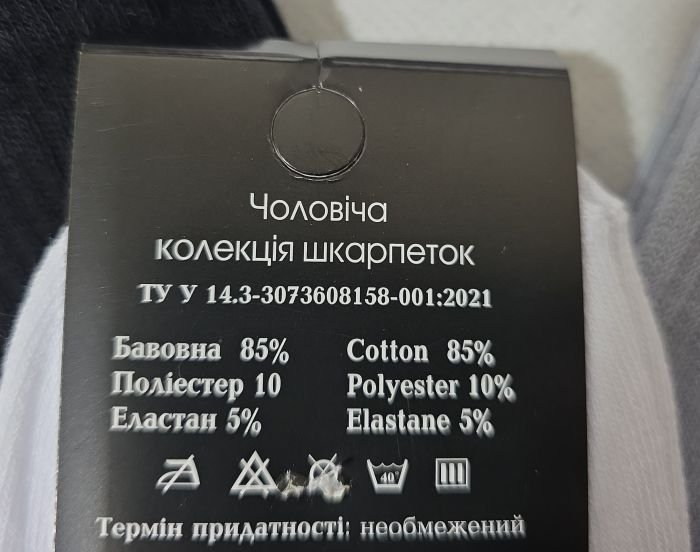 Чоловіча
колекція шкарпеток
ТУ У 14.3-3073608158-001:2021
Бавовна 85% Cotton 85%
Поліестер 10 Polyester 10%
Еластан 5% Elastane 5%
40°
Термін придатності: необмежений